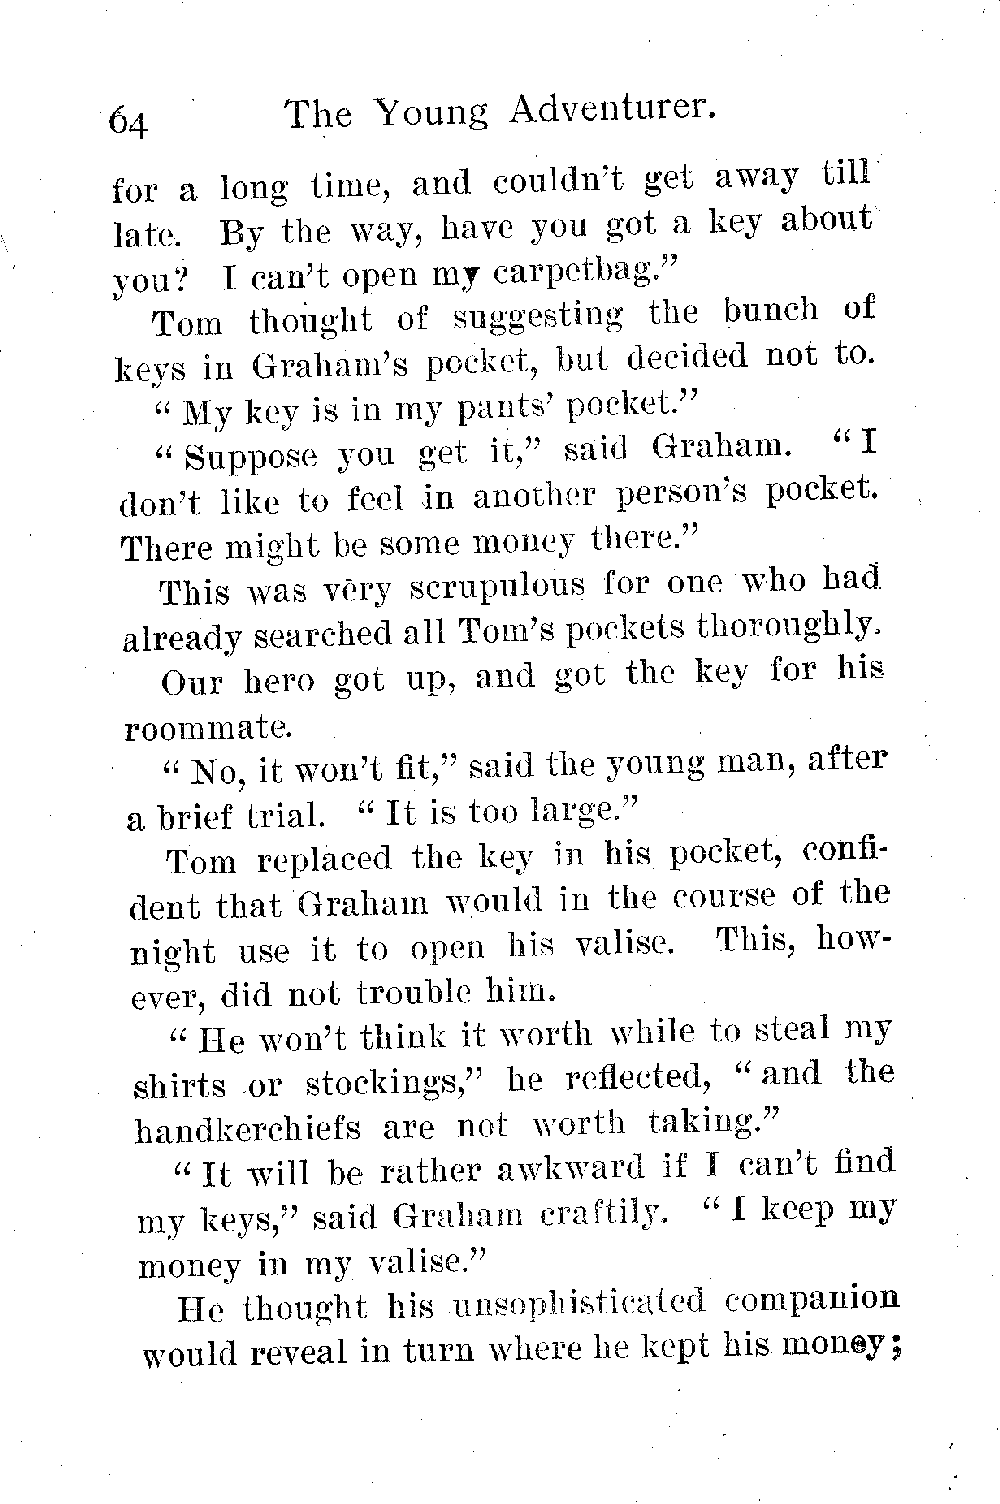 64 The Young Adventurer.
for a long time, and couldn't get away till
late. By the way, have you got a key about
you? I can't open my carpetbag."
Tom thought of suggesting the bunch of
keys in Graham's pocket, but decided not to.
" My key is in my pants' pocket."
" Suppose you get it," said Graham. " I
don't like to feel in another person's pocket.
There might be some money there."
This was very scrupulous for one who had
already searched all Tom's pockets thoroughly.
Our hero got up, and got the key for his
roommate.
" No, it won't fit," said the young man, after
a brief trial. " It is too large."
Tom replaced the key in his pocket, confi-
dent that Graham would in the course of the
night use it to open his valise. This, how-
ever, did not trouble him.
" He won't think it worth while to steal my
shirts or stockings," he reflected, " and the
handkerchiefs are not worth taking."
" It will be rather awkward if I can't find
my keys," said Graham craftily. " I keep my
money in my valise."
He thought his unsophisticated companion
would reveal in turn where he kept his money;